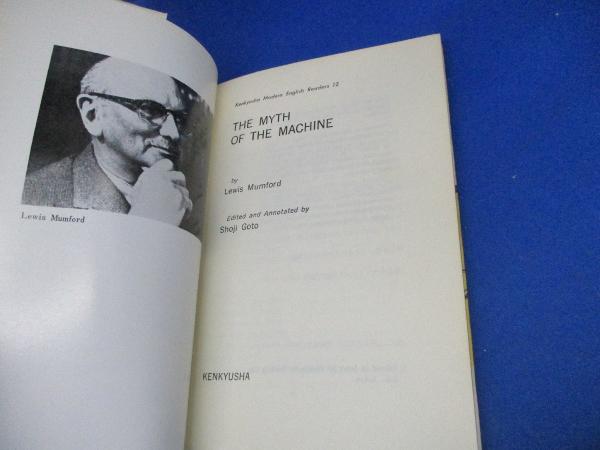 Lewis Mumford
Kenkyusha Modern English Readers 12
THE MYTH
OF THE MACHINE
by
Lewis Mumford
Edited and Annotated by
Shoji Goto
KENKYUSHA